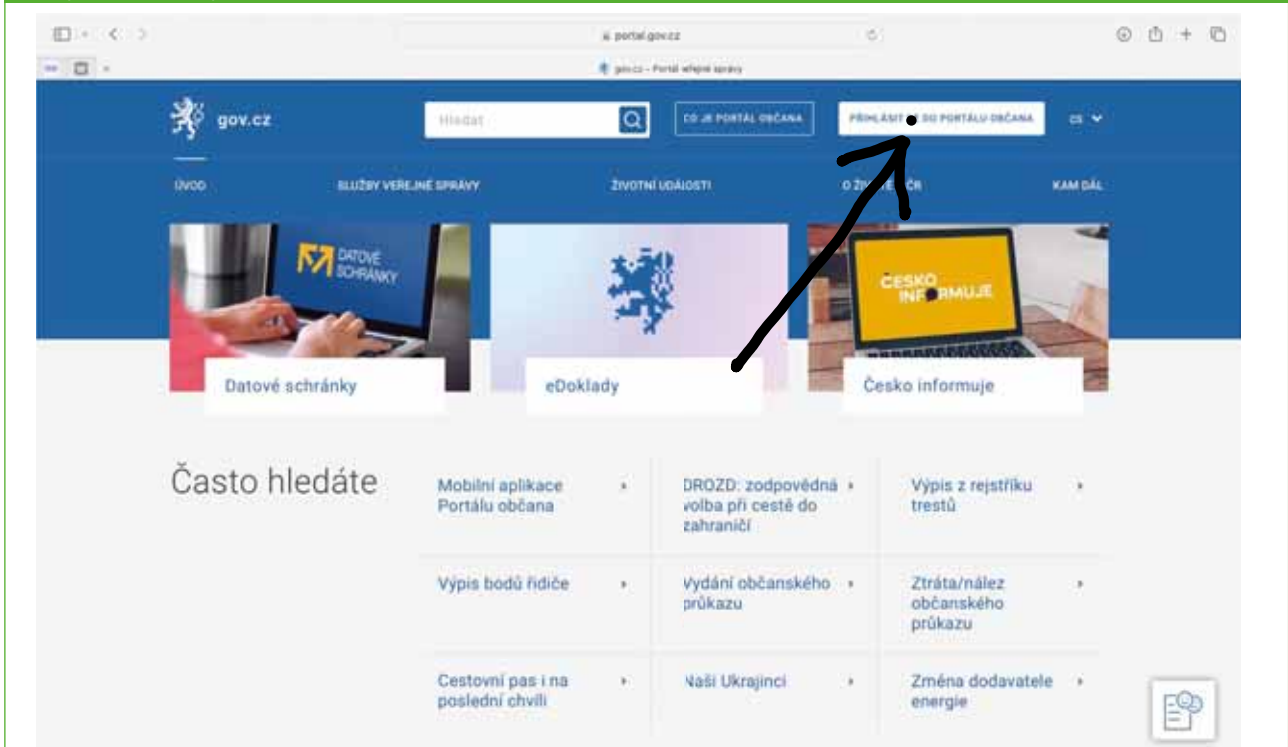 portal.gov.cz
gov.cz – Portál veřejné správy
gov.cz
Hledat
CO JE PORTÁL OBČANA
PŘIHLÁSIT DO PORTÁLU OBČANA
CS
ÚVOD
SLUŽBY VEŘEJNÉ SPRÁVY
ŽIVOTNÍ UDÁLOSTI
O ČR
KAM DÁL
DATOVÉ
SCHRÁNKY
ČESKO
INFORMUJE
Datové schránky
eDoklady
Česko informuje
Často hledáte
Mobilní aplikace
Portálu občana
DROZD: zodpovědná
volba při cestě do
zahraničí
Výpis z rejstříku
trestů
Výpis bodů řidiče
Vydání občanského
průkazu
Ztráta/nález
občanského
průkazu
Cestovní pas i na
poslední chvíli
Naši Ukrajinci
Změna dodavatele
energie